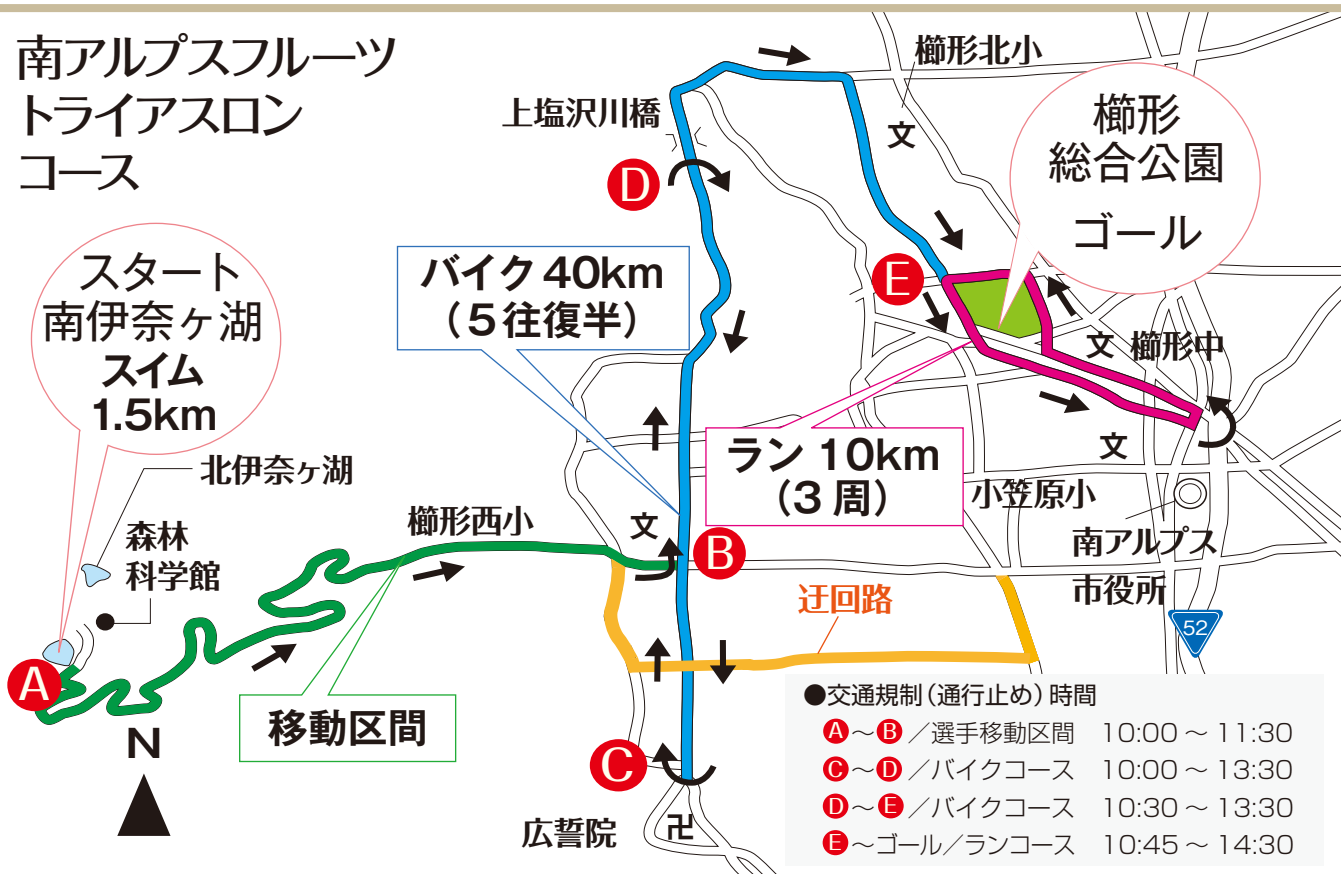 南アルプスフルーツ
トライアスロン
コース
スタート
南伊奈ヶ湖
スイム
1.5km
北伊奈ヶ湖
森林
科学館
A
N
移動区間
櫛形西小
文
B
バイク 40km
(5往復半)
上塩沢川橋
D
櫛形北小
文
櫛形
総合公園
ゴール
E
文 櫛形中
ラン 10km
(3周)
文
小笠原小
南アルプス
市役所
52
迂回路
C
広誓院
卍
●交通規制(通行止め)時間
A～B/選手移動区間 10:00～11:30
C～D/バイクコース 10:00～13:30
D～E/バイクコース 10:30～13:30
E～ゴール/ランコース 10:45～14:30